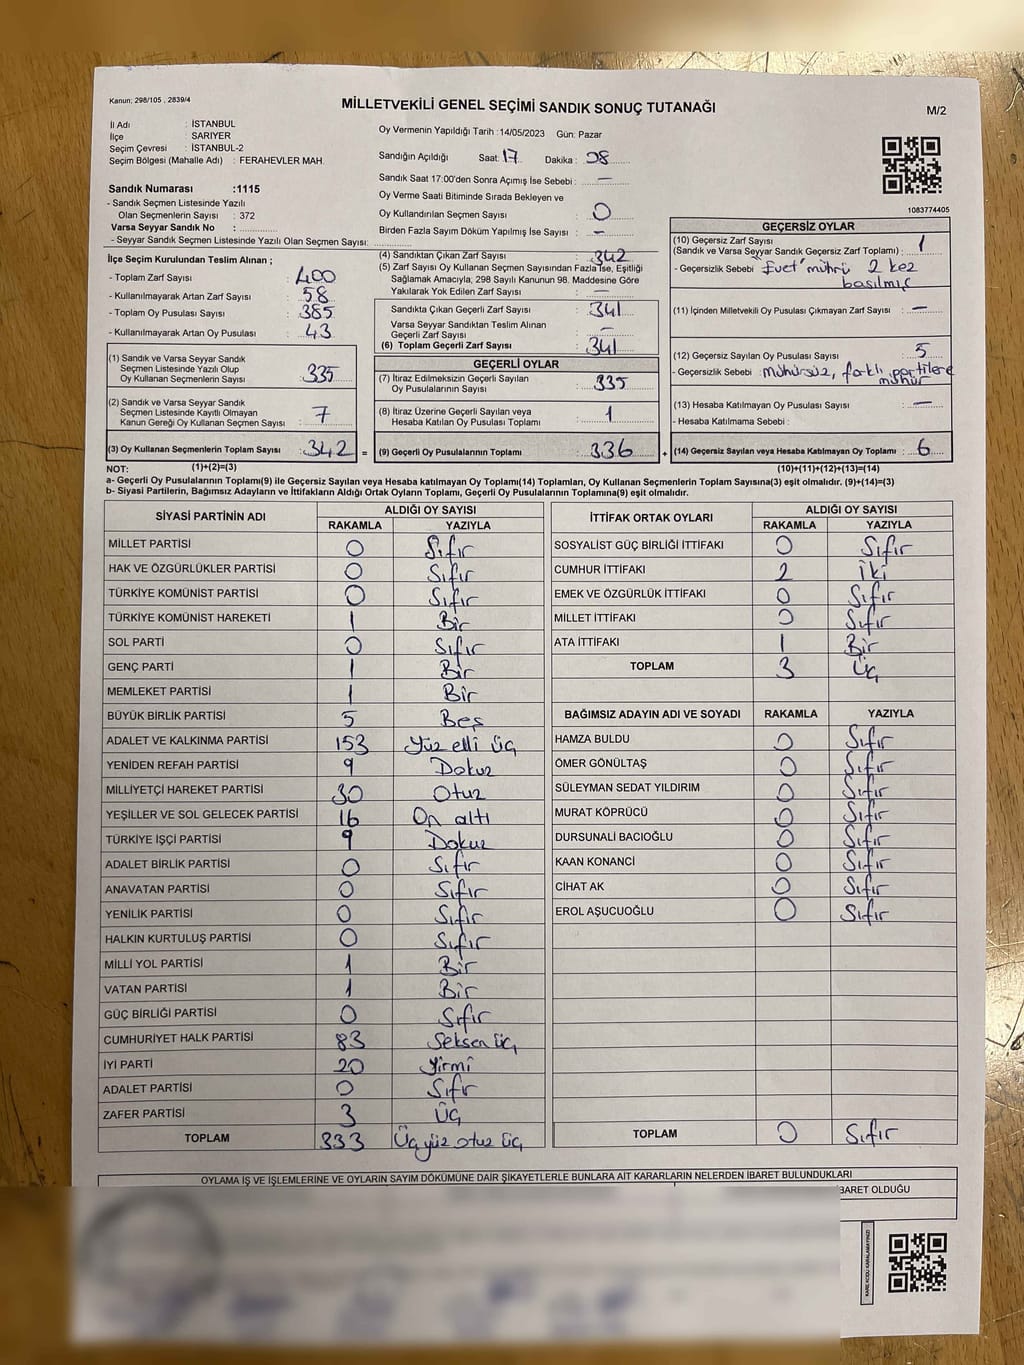 Kanun; 298/105 , 2839/4
MİLLETVEKİLİ GENEL SEÇİMİ SANDIK SONUÇ TUTANAĞI
M/2
İl Adı : İSTANBUL
İlçe : SARIYER
Seçim Çevresi : İSTANBUL-2
Seçim Bölgesi (Mahalle Adı) : FERAHEVLER MAH.
Sandık Numarası :1115
- Sandık Seçmen Listesinde Yazılı
Olan Seçmenlerin Sayısı : 372
Varsa Seyyar Sandık No :
- Seyyar Sandık Seçmen Listesinde Yazılı Olan Seçmen Sayısı:
Oy Vermenin Yapıldığı Tarih :14/05/2023 Gün: Pazar
Sandığın Açıldığı Saat: 17 Dakika : 08
Sandık Saat 17:00'den Sonra Açımış İse Sebebi : —
Oy Verme Saati Bitiminde Sırada Bekleyen ve
Oy Kullandırılan Seçmen Sayısı : 0
Birden Fazla Sayım Döküm Yapılmış İse Sayısı : —
1083774405
İlçe Seçim Kurulundan Teslim Alınan ;
- Toplam Zarf Sayısı : 400
- Kullanılmayarak Artan Zarf Sayısı : 58
- Toplam Oy Pusulası Sayısı : 385
- Kullanılmayarak Artan Oy Pusulası : 43
(1) Sandık ve Varsa Seyyar Sandık
Seçmen Listesinde Yazılı Olup
Oy Kullanan Seçmenlerin Sayısı : 335
(2) Sandık ve Varsa Seyyar Sandık
Seçmen Listesinde Kayıtlı Olmayan
Kanun Gereği Oy Kullanan Seçmen Sayısı : 7
(3) Oy Kullanan Seçmenlerin Toplam Sayısı : 342 =
(4) Sandıktan Çıkan Zarf Sayısı : 342
(5) Zarf Sayısı Oy Kullanan Seçmen Sayısından Fazla İse, Eşitliği
Sağlamak Amacıyla; 298 Sayılı Kanunun 98. Maddesine Göre
Yakılarak Yok Edilen Zarf Sayısı : —
Sandıkta Çıkan Geçerli Zarf Sayısı : 341
Varsa Seyyar Sandıktan Teslim Alınan
Geçerli Zarf Sayısı : —
(6) Toplam Geçerli Zarf Sayısı : 341
GEÇERLİ OYLAR
(7) İtiraz Edilmeksizin Geçerli Sayılan
Oy Pusulalarının Sayısı : 335
(8) İtiraz Üzerine Geçerli Sayılan veya
Hesaba Katılan Oy Pusulası Toplamı : 1
(9) Geçerli Oy Pusulalarının Toplamı : 336 +
GEÇERSİZ OYLAR
(10) Geçersiz Zarf Sayısı
(Sandık ve Varsa Seyyar Sandık Geçersiz Zarf Toplamı) : 1
- Geçersizlik Sebebi : Evet mührü 2 kez
basılmış
(11) İçinden Milletvekili Oy Pusulası Çıkmayan Zarf Sayısı : —
(12) Geçersiz Sayılan Oy Pusulası Sayısı : 5
- Geçersizlik Sebebi : mühürsüz, farklı partilere
mühür
(13) Hesaba Katılmayan Oy Pusulası Sayısı : —
- Hesaba Katılmama Sebebi :
(14) Geçersiz Sayılan veya Hesaba Katılmayan Oy Toplamı : 6
NOT: (1)+(2)=(3) (10)+(11)+(12)+(13)=(14)
a- Geçerli Oy Pusulasının Toplamı(9) ile Geçersiz Sayılan veya Hesaba katılmayan Oy Toplamı(14) Toplamları, Oy Kullanan Seçmenlerin Toplam Sayısına(3) eşit olmalıdır. (9)+(14)=(3)
b- Siyasi Partilerin, Bağımsız Adayların ve İttifakların Aldığı Ortak Oyların Toplamı, Geçerli Oy Pusulalarının Toplamına(9) eşit olmalıdır.
SİYASİ PARTİNİN ADI ALDIĞI OY SAYISI
RAKAMLA YAZIYLA
MİLLET PARTİSİ 0 Sıfır
HAK VE ÖZGÜRLÜKLER PARTİSİ 0 Sıfır
TÜRKİYE KOMÜNİST PARTİSİ 0 Sıfır
TÜRKİYE KOMÜNİST HAREKETİ 1 Bir
SOL PARTİ 0 Sıfır
GENÇ PARTİ 1 Bir
MEMLEKET PARTİSİ 1 Bir
BÜYÜK BİRLİK PARTİSİ 5 Beş
ADALET VE KALKINMA PARTİSİ 153 Yüz elli üç
YENİDEN REFAH PARTİSİ 9 Dokuz
MİLLİYETÇİ HAREKET PARTİSİ 30 Otuz
YEŞİLLER VE SOL GELECEK PARTİSİ 16 On altı
TÜRKİYE İŞÇİ PARTİSİ 9 Dokuz
ADALET BİRLİK PARTİSİ 0 Sıfır
ANAVATAN PARTİSİ 0 Sıfır
YENİLİK PARTİSİ 0 Sıfır
HALKIN KURTULUŞ PARTİSİ 0 Sıfır
MİLLİ YOL PARTİSİ 1 Bir
VATAN PARTİSİ 1 Bir
GÜÇ BİRLİĞİ PARTİSİ 0 Sıfır
CUMHURİYET HALK PARTİSİ 83 Seksen üç
İYİ PARTİ 20 Yirmi
ADALET PARTİSİ 0 Sıfır
ZAFER PARTİSİ 3 Üç
TOPLAM 333 Üç yüz otuz üç
İTTİFAK ORTAK OYLARI ALDIĞI OY SAYISI
RAKAMLA YAZIYLA
SOSYALİST GÜÇ BİRLİĞİ İTTİFAKI 0 Sıfır
CUMHUR İTTİFAKI 2 İki
EMEK VE ÖZGÜRLÜK İTTİFAKI 0 Sıfır
MİLLET İTTİFAKI 0 Sıfır
ATA İTTİFAKI 1 Bir
TOPLAM 3 Üç
BAĞIMSIZ ADAYIN ADI VE SOYADI RAKAMLA YAZIYLA
HAMZA BULDU 0 Sıfır
ÖMER GÖNÜLTAŞ 0 Sıfır
SÜLEYMAN SEDAT YILDIRIM 0 Sıfır
MURAT KÖPRÜCÜ 0 Sıfır
DURSUNALİ BACIOĞLU 0 Sıfır
KAAN KONANCİ 0 Sıfır
CİHAT AK 0 Sıfır
EROL AŞUCUOĞLU 0 Sıfır
TOPLAM 0 Sıfır
OYLAMA İŞ VE İŞLEMLERİNE VE OYLARIN SAYIM DÖKÜMÜNE DAİR ŞİKAYETLERLE BUNLARA AİT KARARLARIN NELERDEN İBARET BULUNDUKLARI
BARET OLDUĞU
KARE KODU KARALAMAYINIZ!